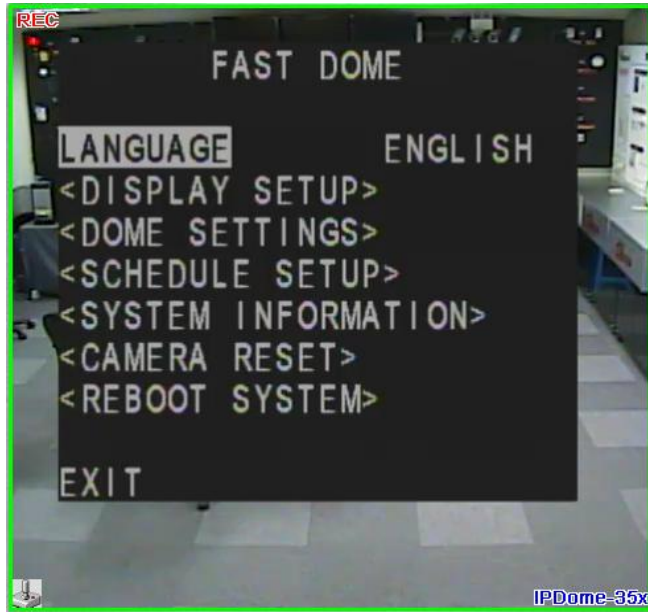 REC
FAST DOME
LANGUAGE ENGLISH
<DISPLAY SETUP>
<DOME SETTINGS>
<SCHEDULE SETUP>
<SYSTEM INFORMATION>
<CAMERA RESET>
<REBOOT SYSTEM>
EXIT
IPDome-35x